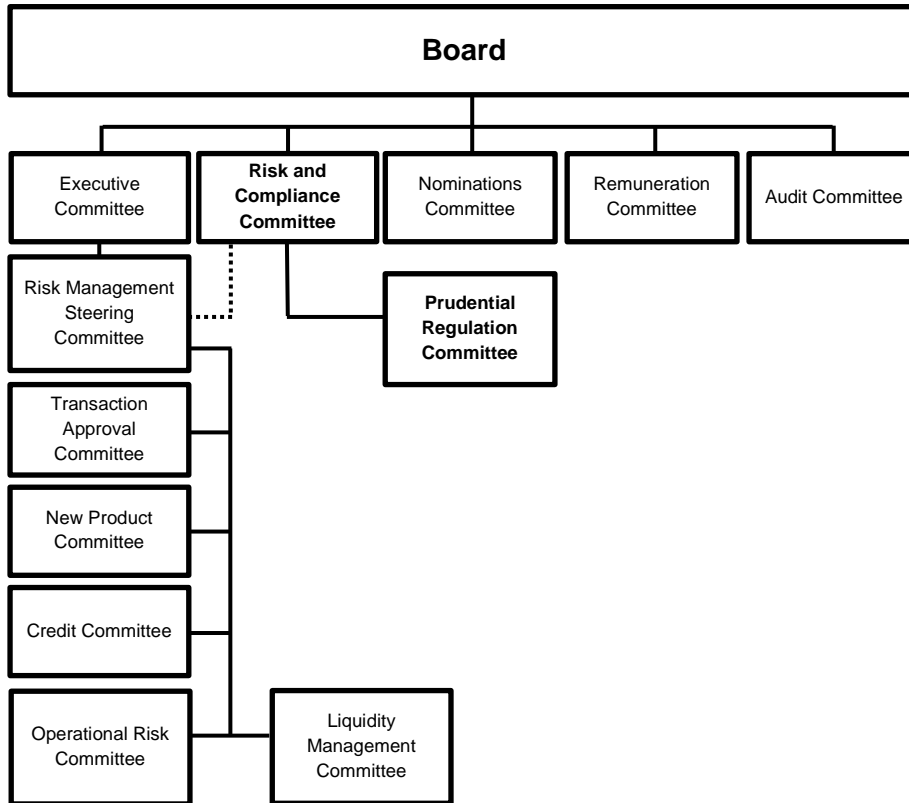 Board
Executive
Committee
Risk and
Compliance
Committee
Nominations
Committee
Remuneration
Committee
Audit Committee
Risk Management
Steering
Committee
Prudential
Regulation
Committee
Transaction
Approval
Committee
New Product
Committee
Credit Committee
Operational Risk
Committee
Liquidity
Management
Committee